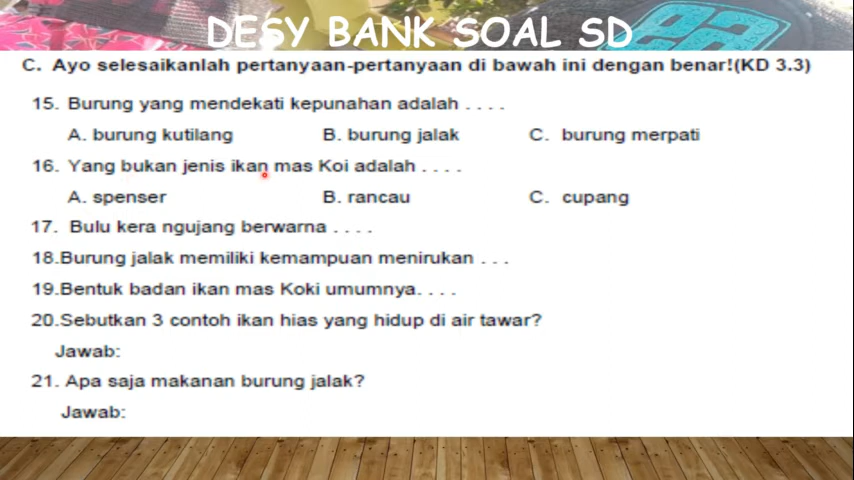 DESY BANK SOAL SD
C. Ayo selesaikanlah pertanyaan-pertanyaan di bawah ini dengan benar!(KD 3.3)
15. Burung yang mendekati kepunahan adalah . . . .
A. burung kutilang B. burung jalak C. burung merpati
16. Yang bukan jenis ikan mas Koi adalah . . . .
A. spenser B. rancau C. cupang
17. Bulu kera ngujang berwarna . . . .
18.Burung jalak memiliki kemampuan menirukan . . .
19.Bentuk badan ikan mas Koki umumnya. . . .
20.Sebutkan 3 contoh ikan hias yang hidup di air tawar?
Jawab:
21. Apa saja makanan burung jalak?
Jawab: